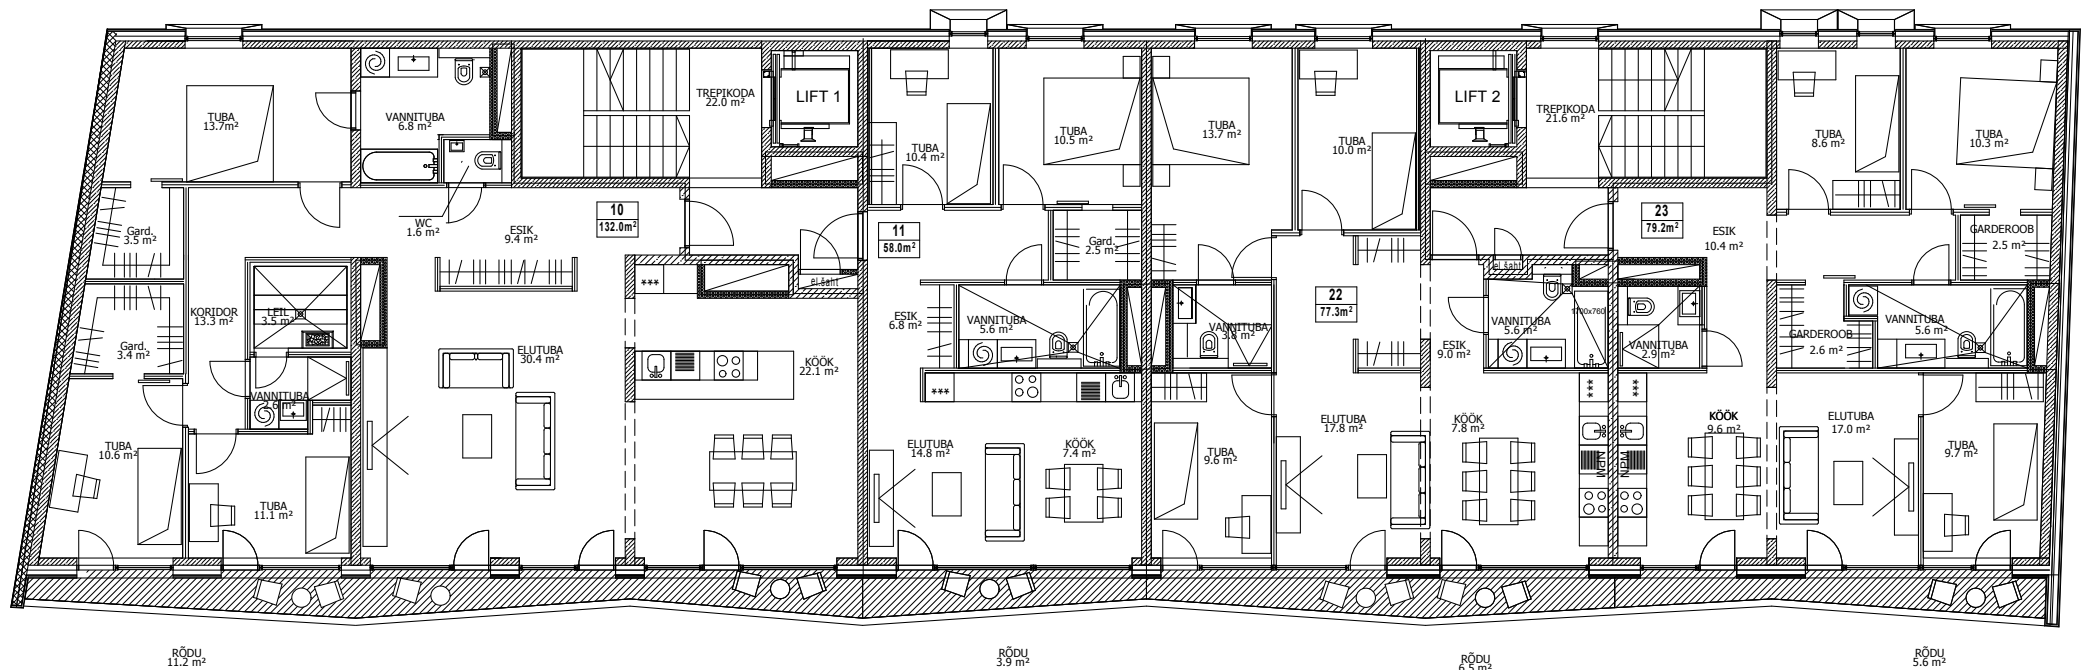 TUBA
13.7m²
VANNITUBA
6.8 m²
TREPIKODA
22.0 m²
LIFT 1
TUBA
10.4 m²
TUBA
10.5 m²
TUBA
13.7 m²
TUBA
10.0 m²
LIFT 2
TREPIKODA
21.6 m²
TUBA
8.6 m²
TUBA
10.3 m²
Gard.
3.5 m²
WC
1.6 m²
ESIK
9.4 m²
10
132.0m²
11
58.0m²
Gard.
2.5 m²
23
79.2m²
ESIK
10.4 m²
GARDEROOB
2.5 m²
el.šaht
el.šaht
KORIDOR
13.3 m²
LEIL
3.5 m²
***
ESIK
6.8 m²
VANNITUBA
5.6 m²
VANNITUBA
3.8 m²
22
77.3m²
1700x760
VANNITUBA
5.6 m²
ESIK
9.0 m²
VANNITUBA
2.9 m²
GARDEROOB
2.6 m²
VANNITUBA
5.6 m²
Gard.
3.4 m²
ELUTUBA
30.4 m²
KÖÖK
22.1 m²
***
***
***
VANNITUBA
2.6 m²
TUBA
10.6 m²
TUBA
11.1 m²
ELUTUBA
14.8 m²
KÖÖK
7.4 m²
TUBA
9.6 m²
ELUTUBA
17.8 m²
KÖÖK
7.8 m²
NPM
NPM
KÖÖK
9.6 m²
ELUTUBA
17.0 m²
TUBA
9.7 m²
RÕDU
11.2 m²
RÕDU
3.9 m²
RÕDU
6.5 m²
RÕDU
5.6 m²